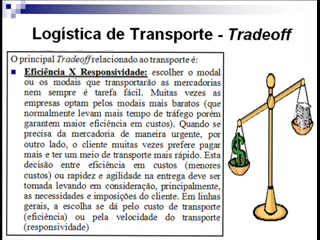 Logística de Transporte - Tradeoff
O principal Tradeoff relacionado ao transporte é:
Eficiência X Responsividade: escolher o modal
ou os modais que transportarão as mercadorias
nem sempre é tarefa fácil. Muitas vezes as
empresas optam pelos modais mais baratos (que
normalmente levam mais tempo de tráfego porém
garantem maior eficiência em custos). Quando se
precisa da mercadoria de maneira urgente, por
outro lado, o cliente muitas vezes prefere pagar
mais e ter um meio de transporte mais rápido. Esta
decisão entre eficiência em custos (menores
custos) ou rapidez e agilidade na entrega deve ser
tomada levando em consideração, principalmente,
as necessidades e imposições do cliente. Em linhas
gerais, a escolha se dá pelo custo de transporte
(eficiência) ou pela velocidade do transporte
(responsividade)
$